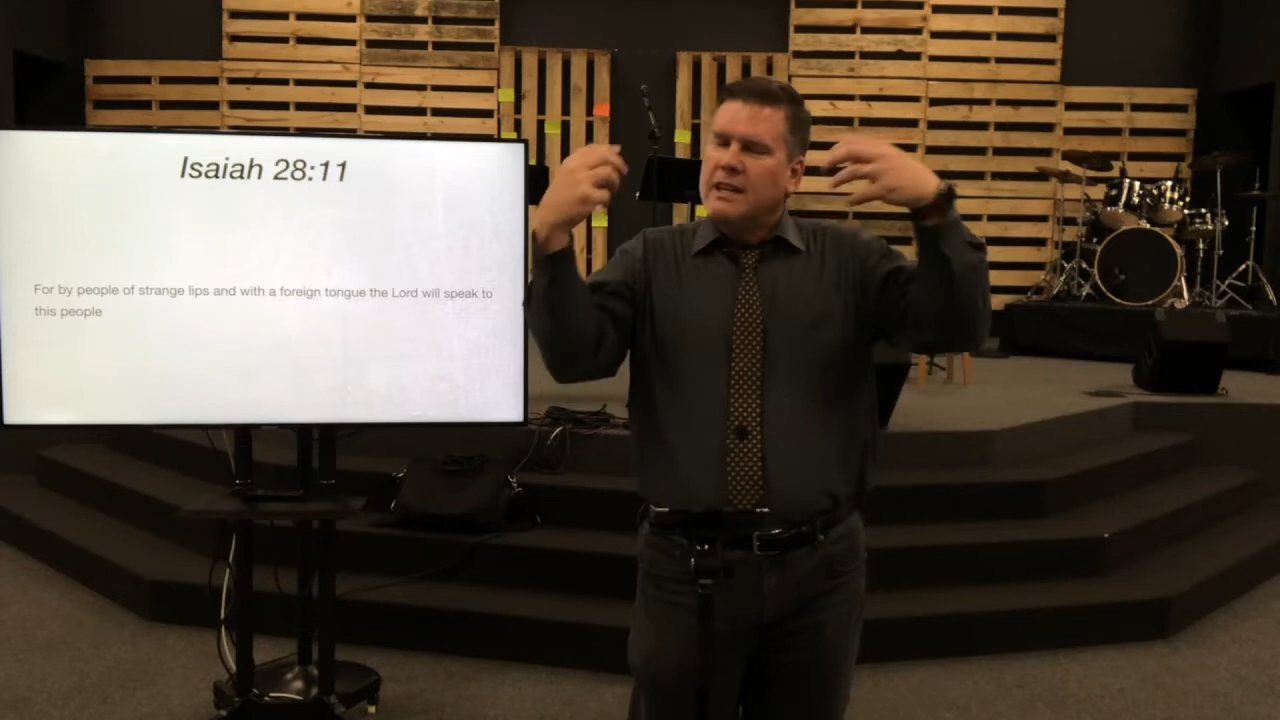 Isaiah 28:11
For by people of strange lips and with a foreign tongue the Lord will speak to
this people